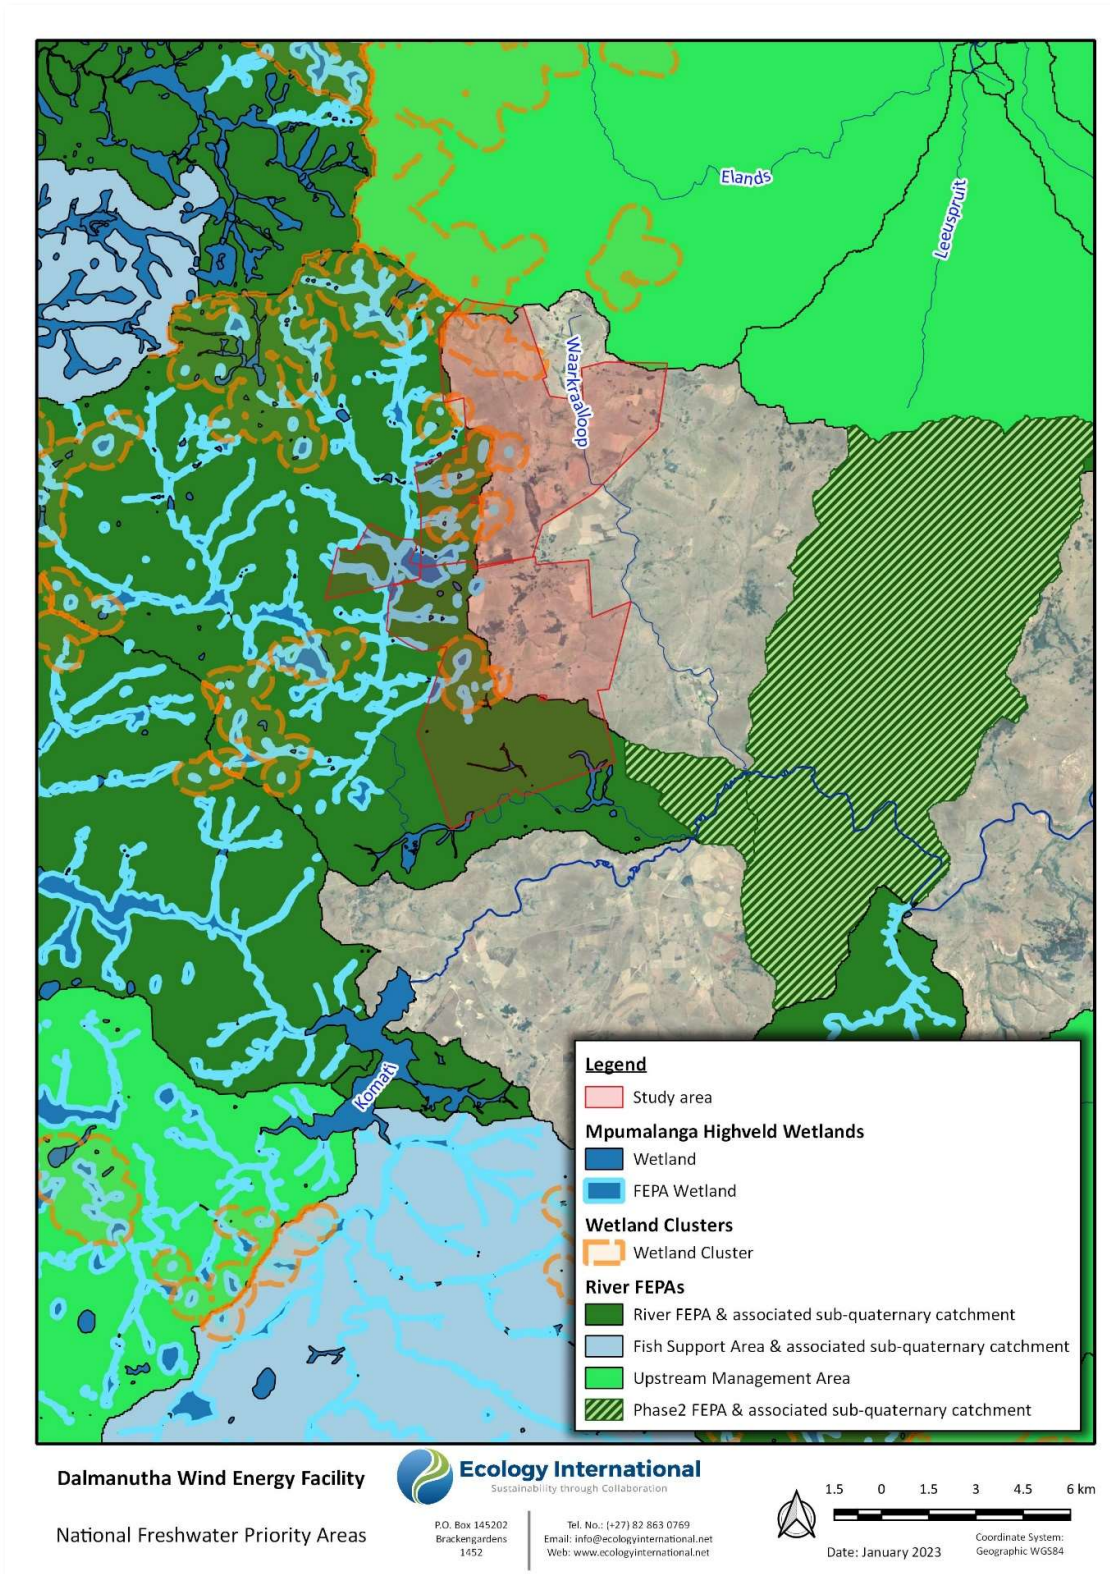 Elands
Leeuspruit
Waarkraalloop
Komati
Legend
Study area
Mpumalanga Highveld Wetlands
Wetland
FEPA Wetland
Wetland Clusters
Wetland Cluster
River FEPAs
River FEPA & associated sub-quaternary catchment
Fish Support Area & associated sub-quaternary catchment
Upstream Management Area
Phase2 FEPA & associated sub-quaternary catchment
Dalmanutha Wind Energy Facility
National Freshwater Priority Areas
Ecology International
Sustainability through Collaboration
P.O. Box 145202
Brackengardens
1452
Tel. No.: (+27) 82 863 0769
Email: info@ecologyinternational.net
Web: www.ecologyinternational.net
1.5 0 1.5 3 4.5 6 km
Date: January 2023
Coordinate System:
Geographic WGS84